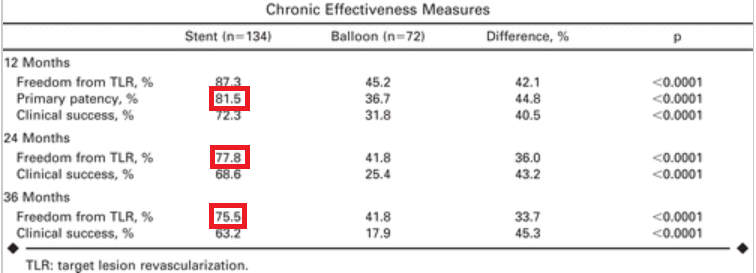 Chronic Effectiveness Measures
Stent (n=134) Balloon (n=72) Difference, % p
12 Months
Freedom from TLR, % 87.3 45.2 42.1 <0.0001
Primary patency, % 81.5 36.7 44.8 <0.0001
Clinical success, % 72.3 31.8 40.5 <0.0001
24 Months
Freedom from TLR, % 77.8 41.8 36.0 <0.0001
Clinical success, % 68.6 25.4 43.2 <0.0001
36 Months
Freedom from TLR, % 75.5 41.8 33.7 <0.0001
Clinical success, % 63.2 17.9 45.3 <0.0001
TLR: target lesion revascularization.